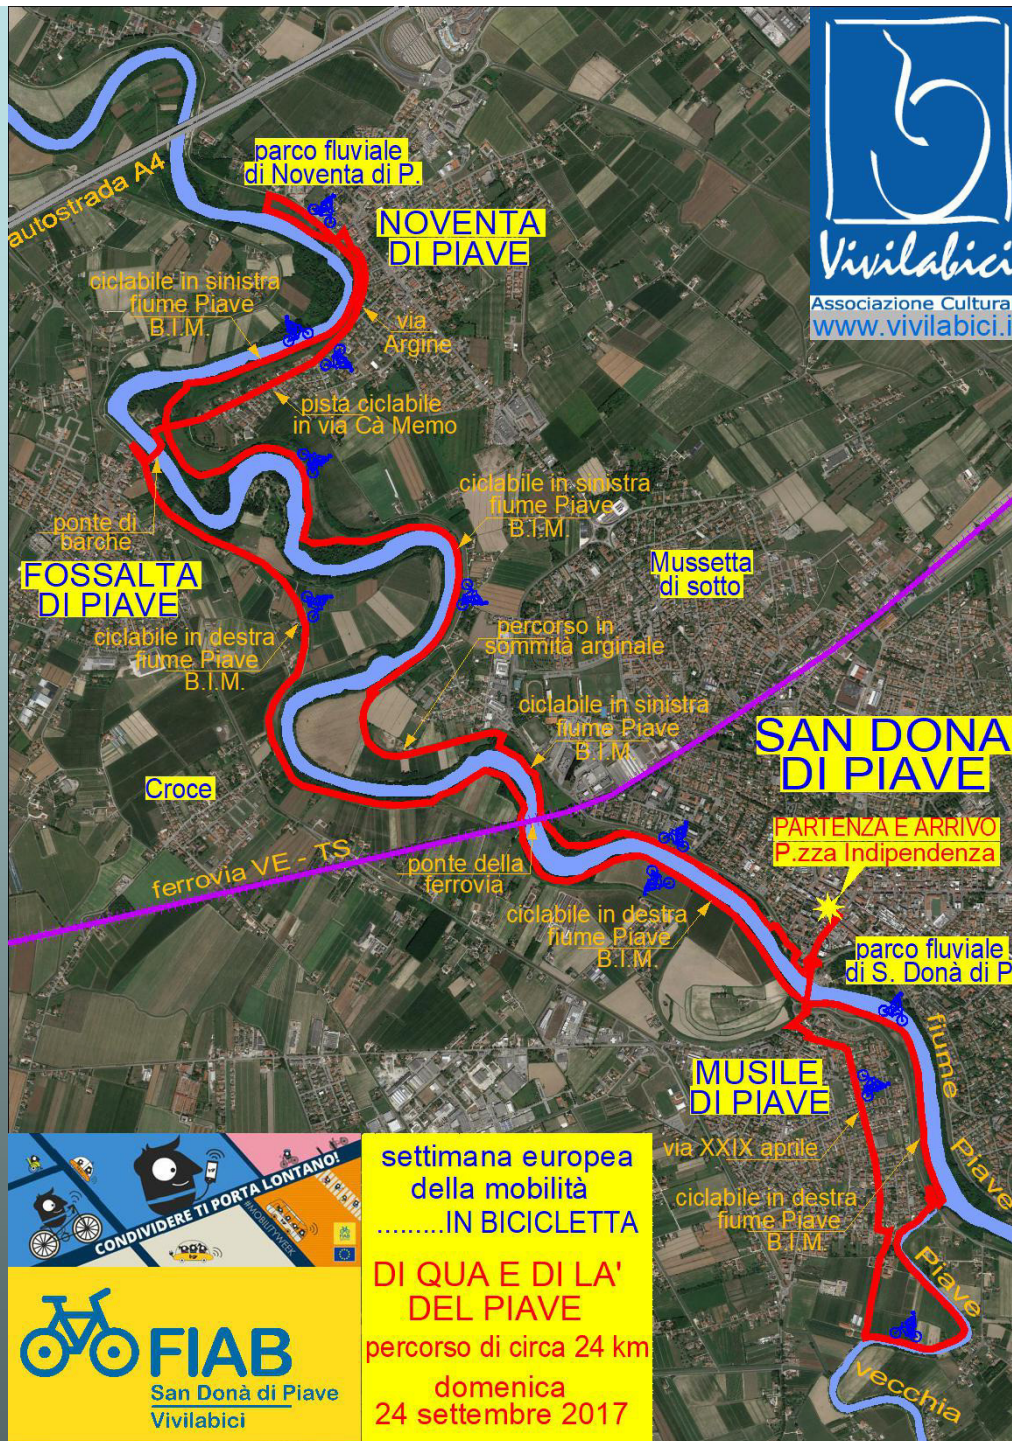 autostrada A4
parco fluviale
di Noventa di P.
NOVENTA
DI PIAVE
Vivilabici
Associazione Cultura
www.vivilabici.i
ciclabile in sinistra
fiume Piave
B.I.M.
via
Argine
pista ciclabile
in via Cà Memo
ciclabile in sinistra
fiume Piave
B.I.M.
ponte di
barche
FOSSALTA
DI PIAVE
Mussetta
di sotto
ciclabile in destra
fiume Piave
B.I.M.
percorso in
sommità arginale
ciclabile in sinistra
fiume Piave
B.I.M.
SAN DONA
DI PIAVE
Croce
PARTENZA E ARRIVO
P.zza Indipendenza
ferrovia VE - TS
ponte della
ferrovia
ciclabile in destra
fiume Piave
B.I.M.
parco fluviale
di S. Donà di P
fiume Piave
MUSILE
DI PIAVE
via XXIX aprile
ciclabile in destra
fiume Piave
B.I.M.
Piave
vecchia
CONDIVIDERE TI PORTA LONTANO!
#MOBILITYWEEK
FIAB
FIAB
San Donà di Piave
Vivilabici
settimana europea
della mobilità
.........IN BICICLETTA
DI QUA E DI LA'
DEL PIAVE
percorso di circa 24 km
domenica
24 settembre 2017